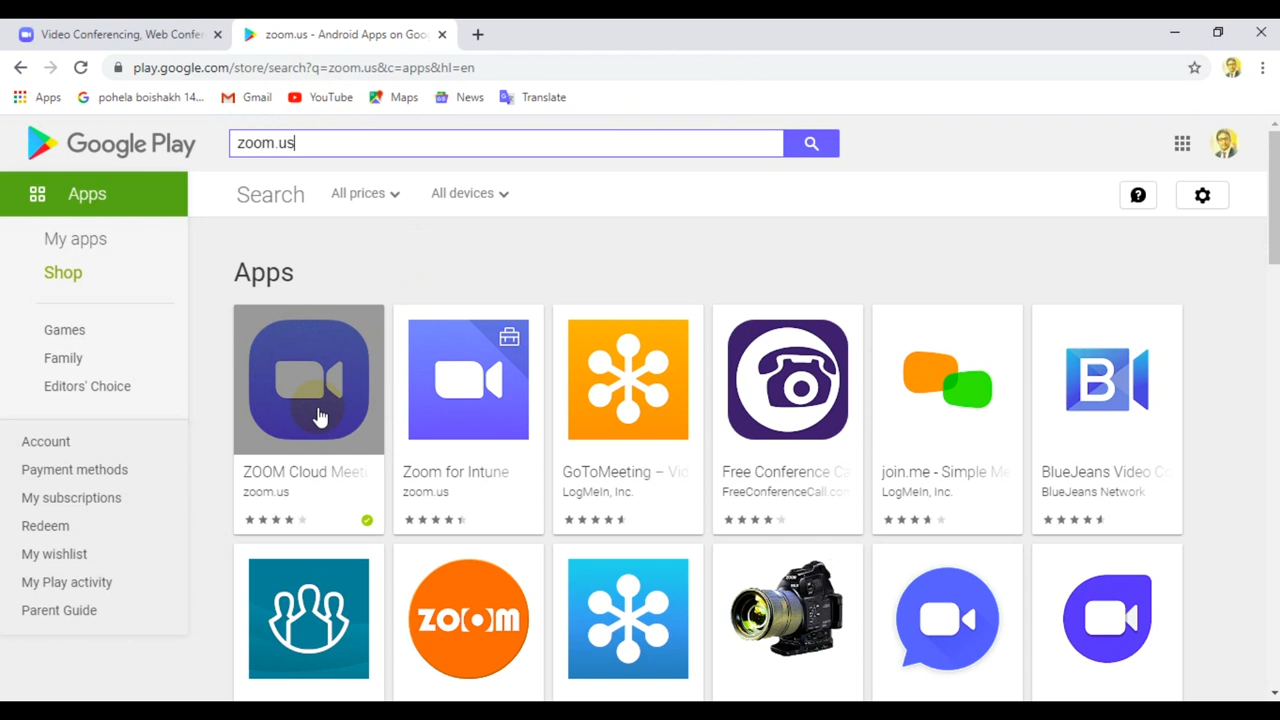 Video Conferencing, Web Confer
zoom.us - Android Apps on Goo
play.google.com/store/search?q=zoom.us&c=apps&hl=en
Apps
pohela boishakh 14...
Gmail
YouTube
Maps
News
Translate
Google Play
zoom.us
Apps
Search
All prices
All devices
My apps
Shop
Games
Family
Editors' Choice
Account
Payment methods
My subscriptions
Redeem
My wishlist
My Play activity
Parent Guide
Apps
ZOOM Cloud Meeti
zoom.us
Zoom for Intune
zoom.us
GoToMeeting – Vid
LogMeIn, Inc.
Free Conference Ca
FreeConferenceCall.com
join.me - Simple Me
LogMeIn, Inc.
B
BlueJeans Video Co
BlueJeans Network
ZOOM